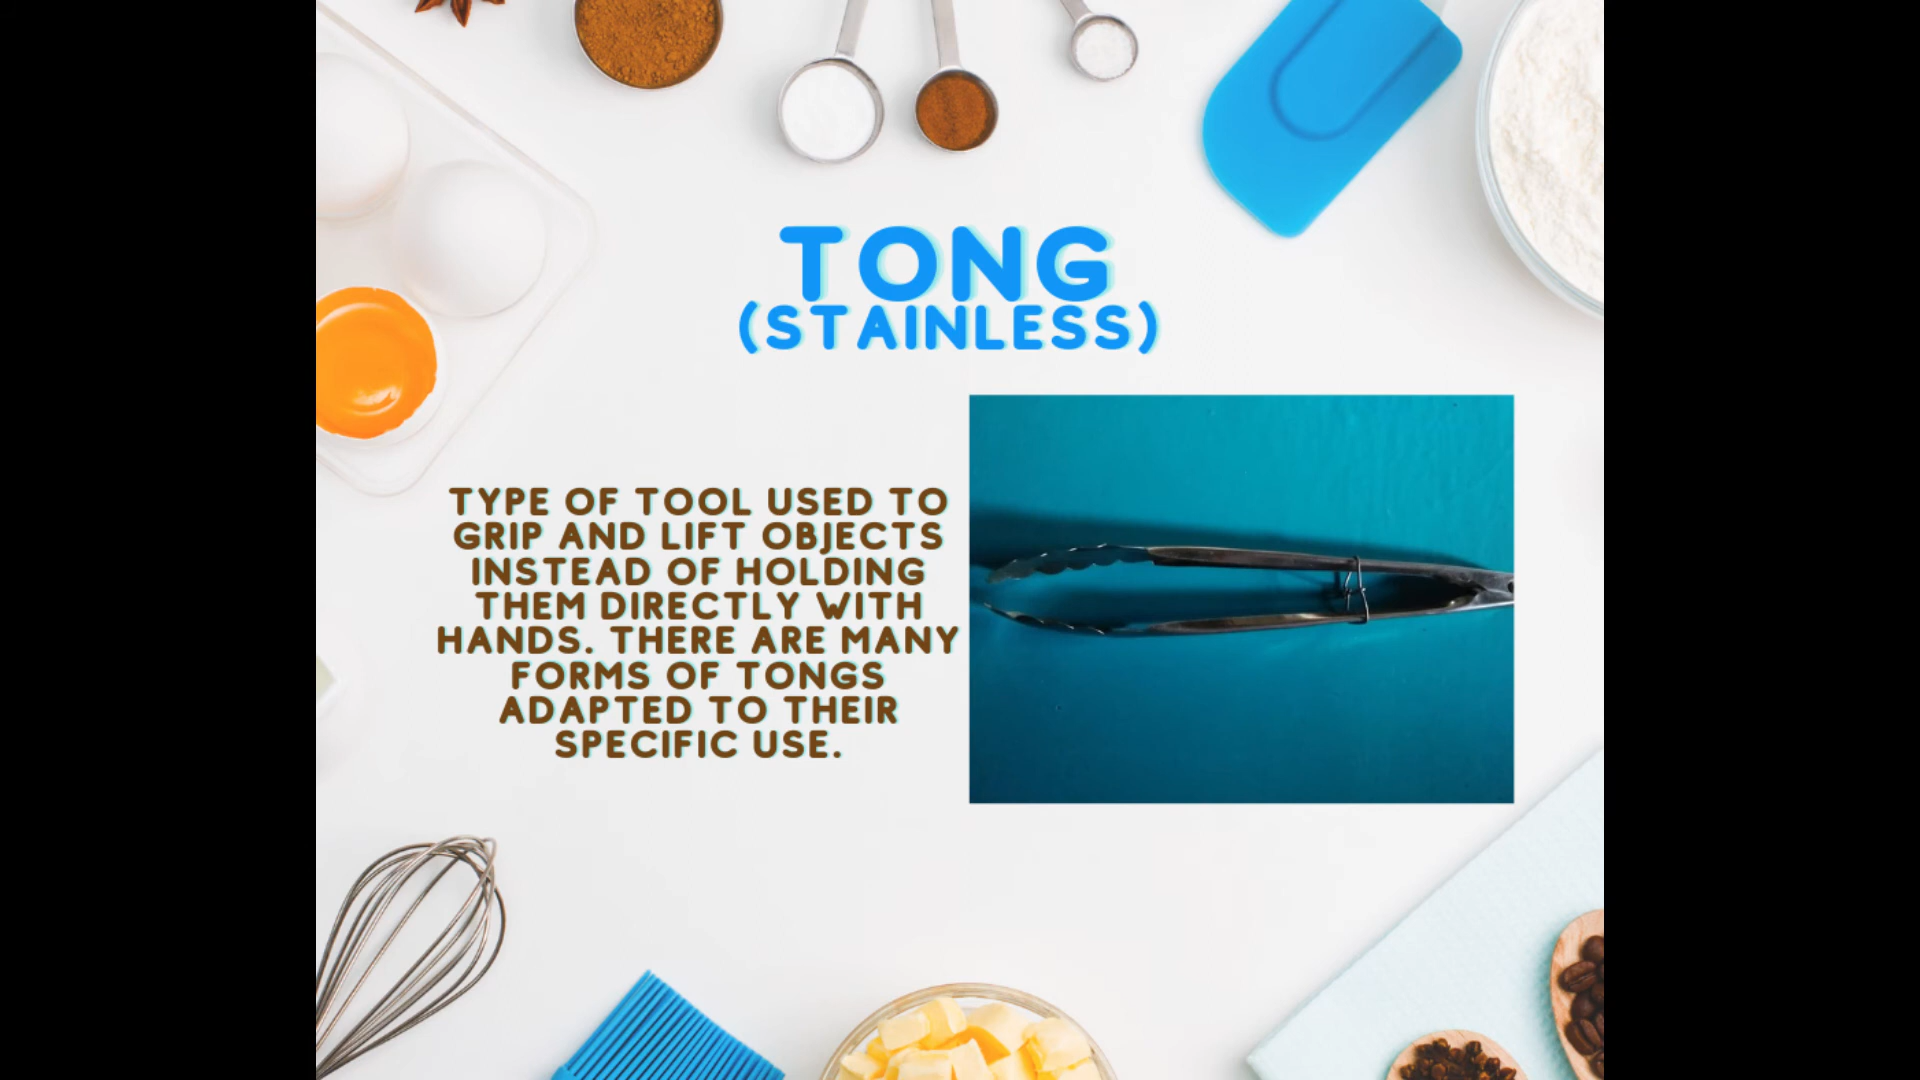 TONG
(STAINLESS)
TYPE OF TOOL USED TO
GRIP AND LIFT OBJECTS
INSTEAD OF HOLDING
THEM DIRECTLY WITH
HANDS. THERE ARE MANY
FORMS OF TONGS
ADAPTED TO THEIR
SPECIFIC USE.